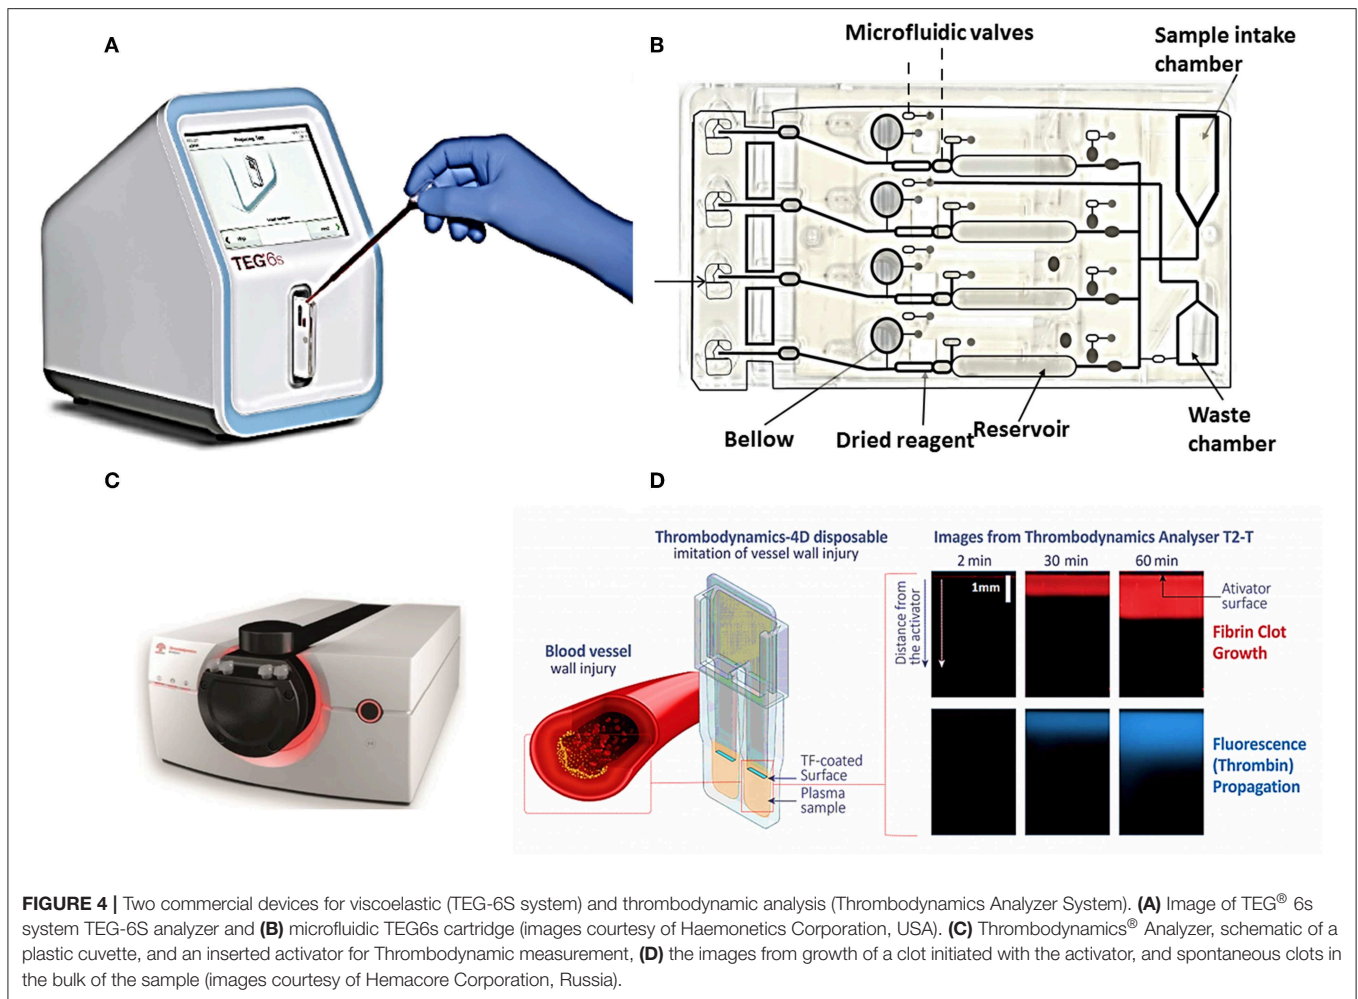 A
TEG®6s
B
Microfluidic valves
Sample intake
chamber
Bellow
Dried reagent
Reservoir
Waste
chamber
C
D
Thrombodynamics-4D disposable
imitation of vessel wall injury
Blood vessel
wall injury
TF-coated
Surface
Plasma
sample
Images from Thrombodynamics Analyser T2-T
2 min 30 min 60 min
Distance from
the activator
1mm
Ativator
surface
Fibrin Clot
Growth
Fluorescence
(Thrombin)
Propagation
FIGURE 4 | Two commercial devices for viscoelastic (TEG-6S system) and thrombodynamic analysis (Thrombodynamics Analyzer System). (A) Image of TEG® 6s
system TEG-6S analyzer and (B) microfluidic TEG6s cartridge (images courtesy of Haemonetics Corporation, USA). (C) Thrombodynamics® Analyzer, schematic of a
plastic cuvette, and an inserted activator for Thrombodynamic measurement, (D) the images from growth of a clot initiated with the activator, and spontaneous clots in
the bulk of the sample (images courtesy of Hemacore Corporation, Russia).